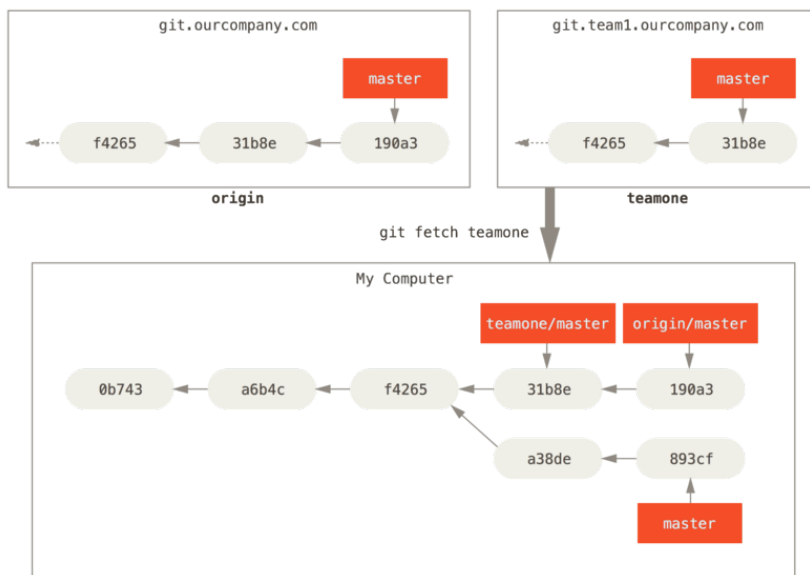 git.ourcompany.com
master
f4265
31b8e
190a3
origin
git.team1.ourcompany.com
master
f4265
31b8e
teamone
git fetch teamone
My Computer
teamone/master
origin/master
0b743
a6b4c
f4265
31b8e
190a3
a38de
893cf
master